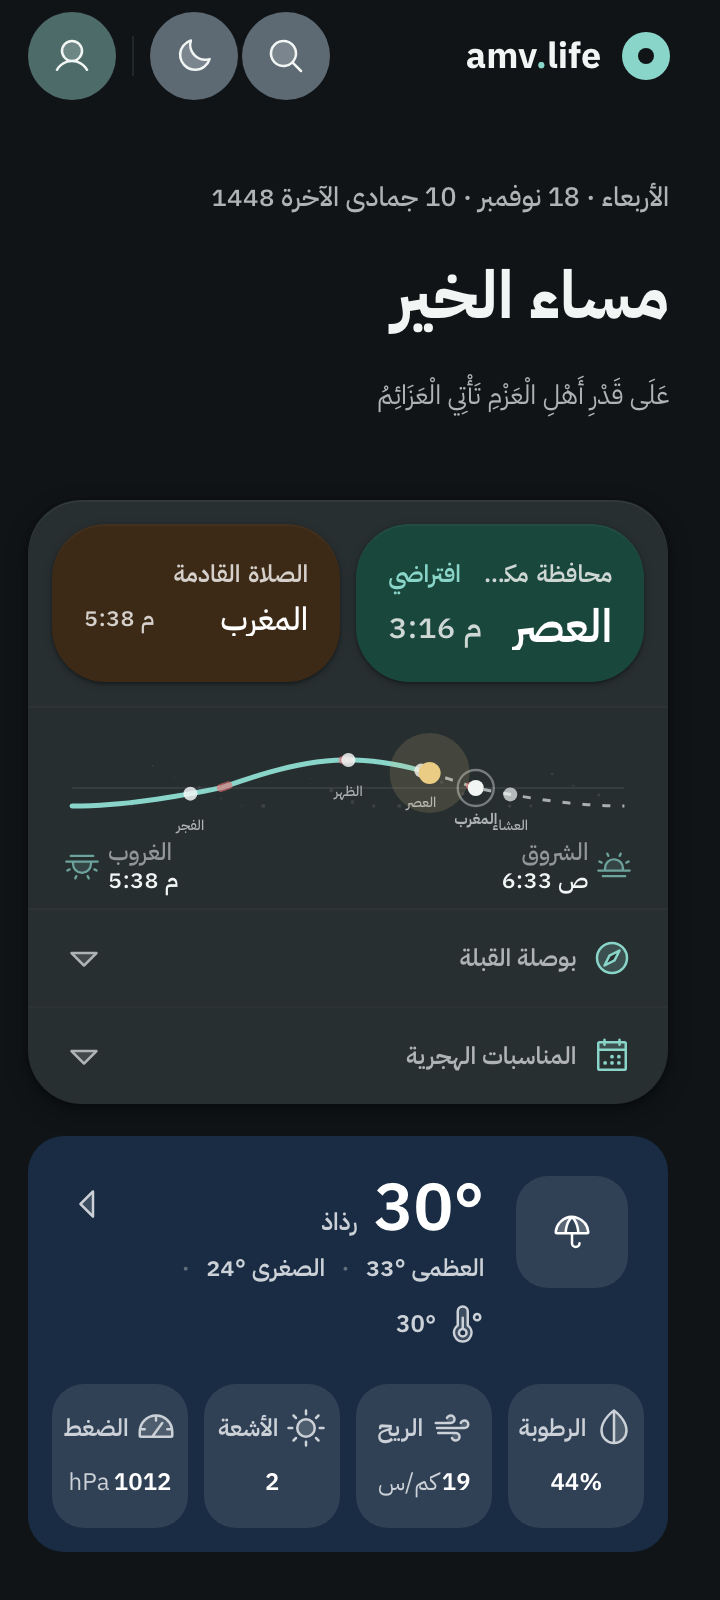 amv.life
الأربعاء · 18 نوفمبر · 10 جمادى الآخرة 1448
مساء الخير
عَلَى قَدْرِ أَهْلِ الْعَزْمِ تَأْتِي الْعَزَائِمُ
محافظة مكـ... افتراضي
العصر 3:16 م
الصلاة القادمة
المغرب 5:38 م
الظهر
العصر
الفجر
المغرب
العشاء
الشروق
6:33 ص
الغروب
5:38 م
بوصلة القبلة
المناسبات الهجرية
30° رذاذ
العظمى 33° · الصغرى 24° ·
30°
الرطوبة
44%
الريح
19 كم/س
الأشعة
2
الضغط
1012 hPa